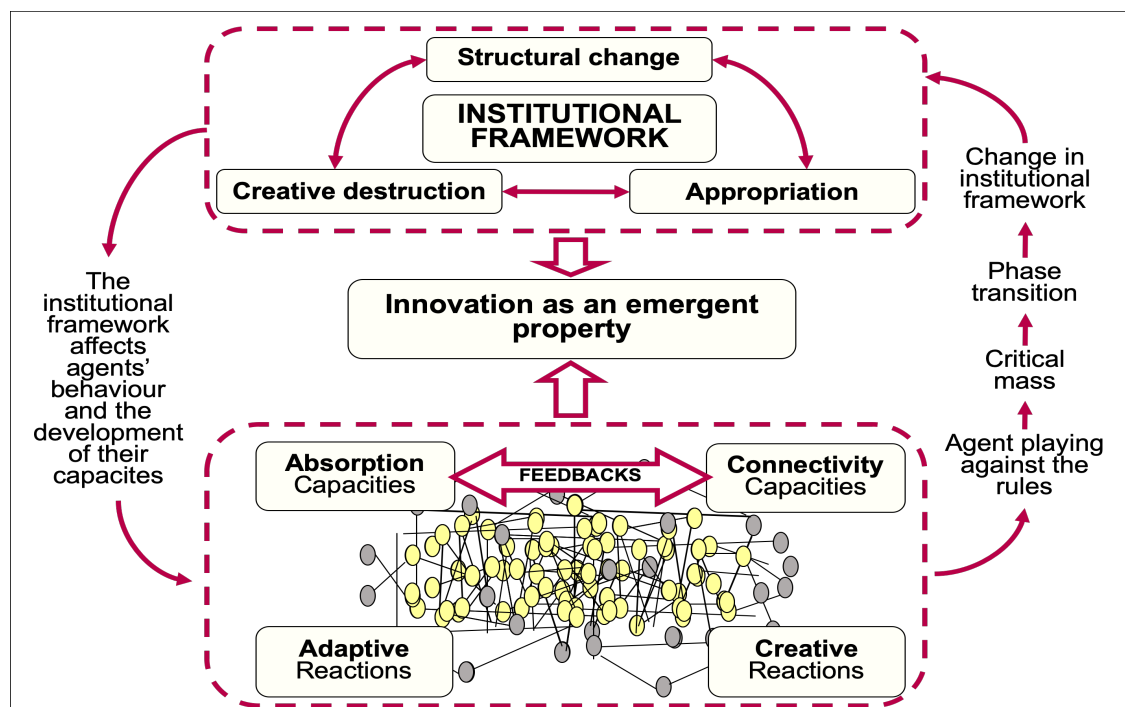 Structural change
INSTITUTIONAL
FRAMEWORK
Creative destruction
Appropriation
Innovation as an emergent
property
The
institutional
framework
affects
agents’
behaviour
and the
development
of their
capacites
Change in
institutional
framework
Phase
transition
Critical
mass
Agent playing
against the
rules
Absorption
Capacities
FEEDBACKS
Connectivity
Capacities
Adaptive
Reactions
Creative
Reactions